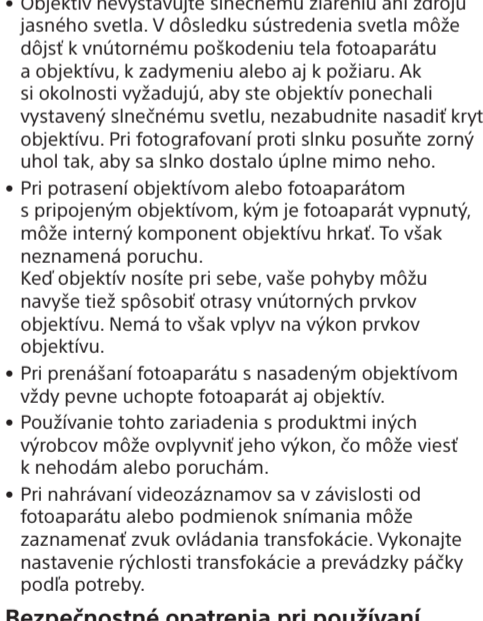 • Objektív nevystavujte slnečnému žiareniu ani zdroju
jasného svetla. V dôsledku sústredenia svetla môže
dôjsť k vnútornému poškodeniu tela fotoaparátu
a objektívu, k zadymeniu alebo aj k požiaru. Ak
si okolnosti vyžadujú, aby ste objektív ponechali
vystavený slnečnému svetlu, nezabudnite nasadiť kryt
objektívu. Pri fotografovaní proti slnku posuňte zorný
uhol tak, aby sa slnko dostalo úplne mimo neho.
• Pri potrasení objektívom alebo fotoaparátom
s pripojeným objektívom, kým je fotoaparát vypnutý,
môže interný komponent objektívu hrkať. To však
neznamená poruchu.
Keď objektív nosíte pri sebe, vaše pohyby môžu
navyše tiež spôsobiť otrasy vnútorných prvkov
objektívu. Nemá to však vplyv na výkon prvkov
objektívu.
• Pri prenášaní fotoaparátu s nasadeným objektívom
vždy pevne uchopte fotoaparát aj objektív.
• Používanie tohto zariadenia s produktmi iných
výrobcov môže ovplyvniť jeho výkon, čo môže viesť
k nehodám alebo poruchám.
• Pri nahrávaní videozáznamov sa v závislosti od
fotoaparátu alebo podmienok snímania môže
zaznamenať zvuk ovládania transfokácie. Vykonajte
nastavenie rýchlosti transfokácie a prevádzky páčky
podľa potreby.
Bezpečnostné opatrenia pri používaní